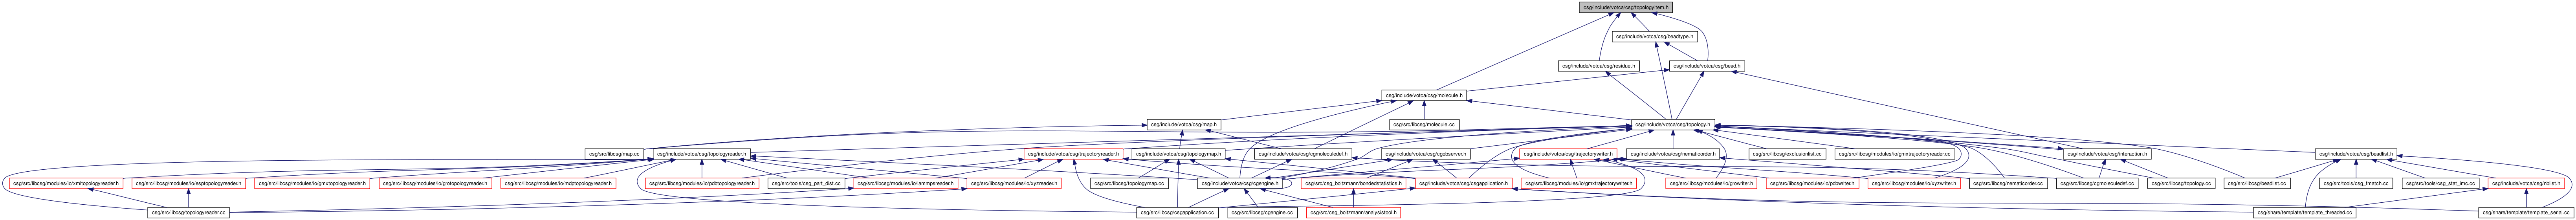 csg/include/votca/csg/topologyitem.h
csg/include/votca/csg/beadtype.h
csg/include/votca/csg/residue.h
csg/include/votca/csg/bead.h
csg/include/votca/csg/molecule.h
csg/include/votca/csg/map.h
csg/src/libcsg/molecule.cc
csg/include/votca/csg/topology.h
csg/src/libcsg/map.cc
csg/include/votca/csg/topologyreader.h
csg/include/votca/csg/trajectoryreader.h
csg/include/votca/csg/topologymap.h
csg/include/votca/csg/cgmoleculedef.h
csg/include/votca/csg/cgobserver.h
csg/include/votca/csg/trajectorywriter.h
csg/include/votca/csg/nematicorder.h
csg/src/libcsg/exclusionlist.cc
csg/src/libcsg/modules/io/gmxtrajectoryreader.cc
csg/include/votca/csg/interaction.h
csg/include/votca/csg/beadlist.h
csg/src/libcsg/modules/io/xmltopologyreader.h
csg/src/libcsg/modules/io/esptopologyreader.h
csg/src/libcsg/modules/io/gmxtopologyreader.h
csg/src/libcsg/modules/io/grotopologyreader.h
csg/src/libcsg/modules/io/mdptopologyreader.h
csg/src/libcsg/modules/io/pdbtopologyreader.h
csg/src/tools/csg_part_dist.cc
csg/src/libcsg/modules/io/lammpsreader.h
csg/src/libcsg/modules/io/xyzreader.h
csg/src/libcsg/topologymap.cc
csg/include/votca/csg/cgengine.h
csg/src/csg_boltzmann/bondedstatistics.h
csg/include/votca/csg/csgapplication.h
csg/src/libcsg/modules/io/gmxtrajectorywriter.h
csg/src/libcsg/modules/io/growriter.h
csg/src/libcsg/modules/io/pdbwriter.h
csg/src/libcsg/modules/io/xyzwriter.h
csg/src/libcsg/nematicorder.cc
csg/src/libcsg/cgmoleculedef.cc
csg/src/libcsg/topology.cc
csg/src/libcsg/beadlist.cc
csg/src/tools/csg_fmatch.cc
csg/src/tools/csg_stat_imc.cc
csg/include/votca/csg/nblist.h
csg/src/libcsg/topologyreader.cc
csg/src/libcsg/csgapplication.cc
csg/src/libcsg/cgengine.cc
csg/src/csg_boltzmann/analysistool.h
csg/share/template/template_threaded.cc
csg/share/template/template_serial.cc